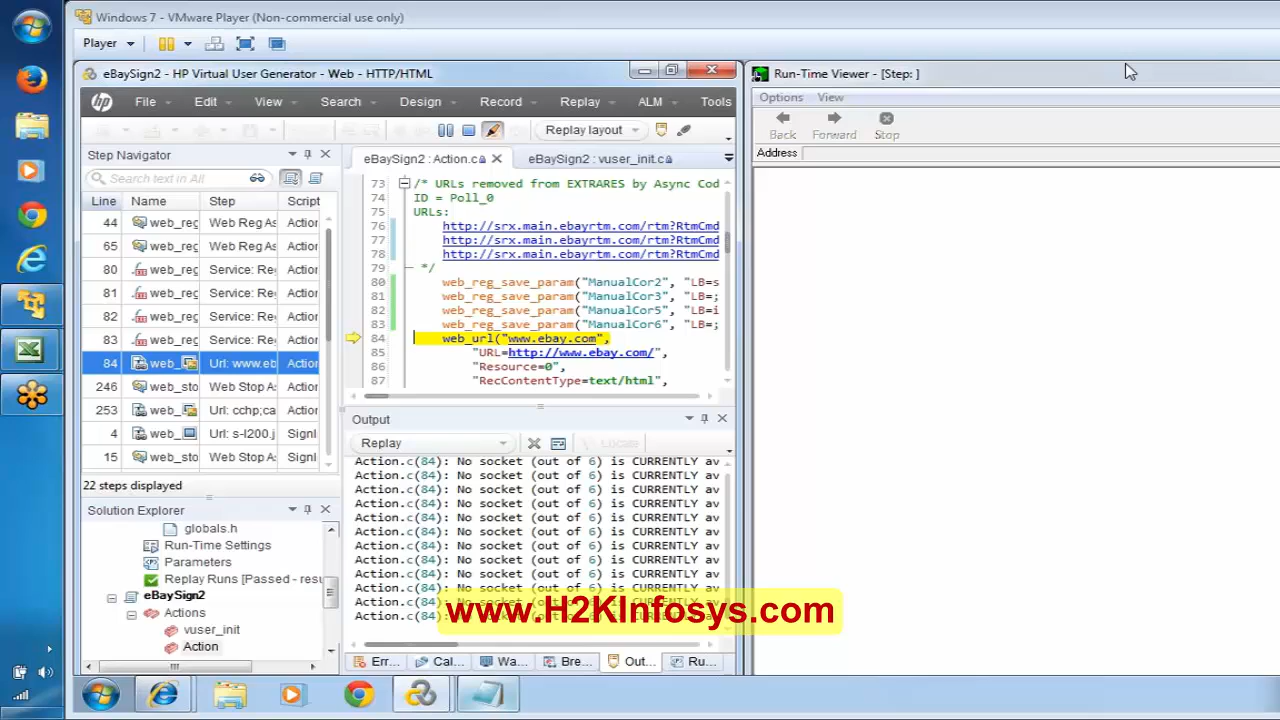 Windows 7 - VMware Player (Non-commercial use only)
Player
eBaySign2 - HP Virtual User Generator - Web - HTTP/HTML
hp File Edit View Search Design Record Replay ALM Tools
Replay layout
Step Navigator
Search text in All
Line Name Step Script
44 web_reg Web Reg As Action
65 web_reg Web Reg As Action
80 web_reg Service: Re Action
81 web_reg Service: Re Action
82 web_reg Service: Re Action
83 web_reg Service: Re Action
84 web_ Url: www.eb Action
246 web_sto Web Stop A Action
253 web_ Url: cchp;ca Action
4 web_ Url: s-l200.j SignI
15 web_sto Web Stop A SignI
22 steps displayed
Solution Explorer
globals.h
Run-Time Settings
Parameters
Replay Runs [Passed - resu
eBaySign2
Actions
vuser_init
Action
eBaySign2 : Action.c
eBaySign2 : vuser_init.c
73 /* URLs removed from EXTRARES by Async Cod
74 ID = Poll_0
75 URLs:
76 http://srx.main.ebayrtm.com/rtm?RtmCmd
77 http://srx.main.ebayrtm.com/rtm?RtmCmd
78 http://srx.main.ebayrtm.com/rtm?RtmCmd
79 */
80 web_reg_save_param("ManualCor2", "LB=s
81 web_reg_save_param("ManualCor3", "LB=;
82 web_reg_save_param("ManualCor5", "LB=i
83 web_reg_save_param("ManualCor6", "LB=;
84 web_url("www.ebay.com",
85 "URL=http://www.ebay.com/",
86 "Resource=0",
87 "RecContentType=text/html",
Output
Replay
Locate
Action.c(84): No socket (out of 6) is CURRENTLY av
Action.c(84): No socket (out of 6) is CURRENTLY av
Action.c(84): No socket (out of 6) is CURRENTLY av
Action.c(84): No socket (out of 6) is CURRENTLY av
Action.c(84): No socket (out of 6) is CURRENTLY av
Action.c(84): No socket (out of 6) is CURRENTLY av
Action.c(84): No socket (out of 6) is CURRENTLY av
Action.c(84): No socket (out of 6) is CURRENTLY av
Action.c(84): No socket (out of 6) is CURRENTLY av
Action.c(84): No socket (out of 6) is CURRENTLY av
Action.c(84):
Action.c(84):
www.H2KInfosys.com
Err... Cal... Wa... Bre... Out... Ru...
Run-Time Viewer - [Step: ]
Options View
Back Forward Stop
Address